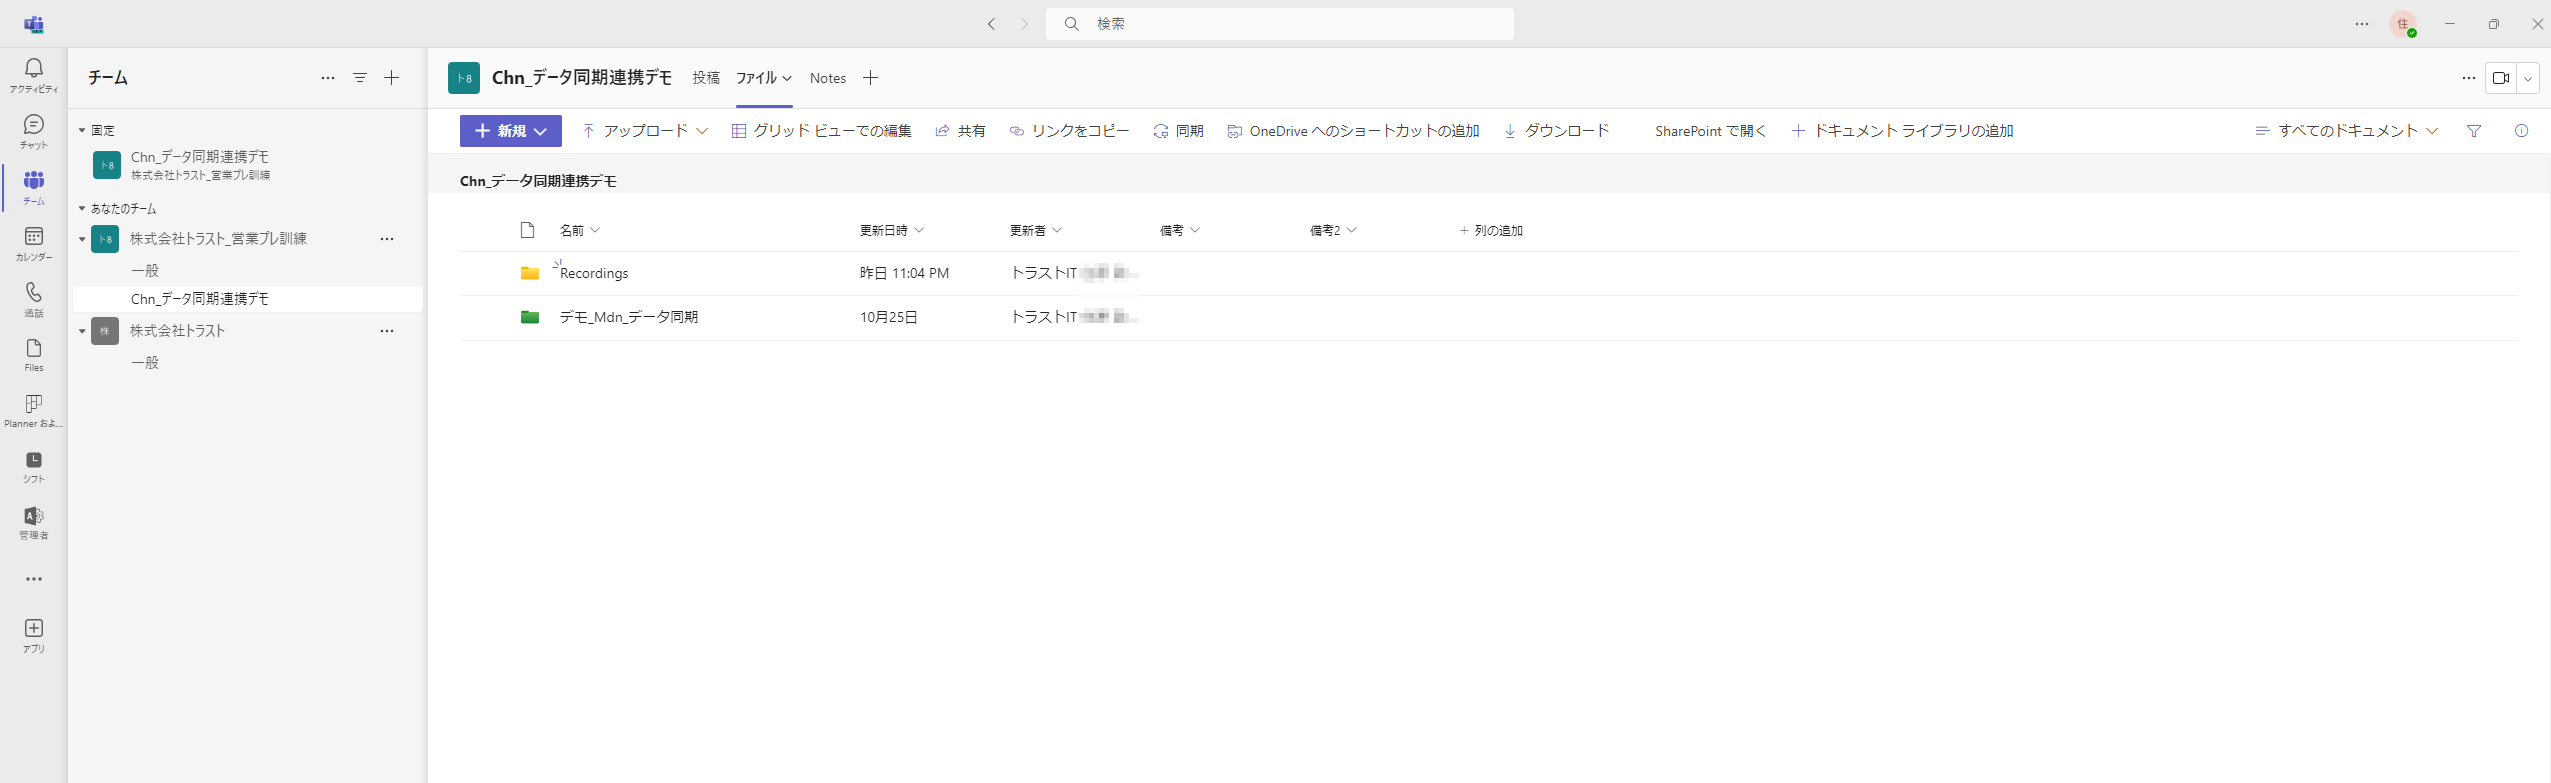 検索
住
アクティビティ
チャット
チーム
カレンダー
通話
Files
Planner およ...
シフト
管理者
アプリ
チーム
固定
ト8
Chn_データ同期連携デモ
株式会社トラスト_営業プレ訓練
あなたのチーム
ト8 株式会社トラスト_営業プレ訓練
一般
Chn_データ同期連携デモ
株 株式会社トラスト
一般
ト8 Chn_データ同期連携デモ 投稿 ファイル Notes
新規 アップロード グリッド ビューでの編集 共有 リンクをコピー 同期 OneDrive へのショートカットの追加 ダウンロード SharePoint で開く ドキュメント ライブラリの追加 すべてのドキュメント
Chn_データ同期連携デモ
名前 更新日時 更新者 備考 備考2 列の追加
Recordings 昨日 11:04 PM トラストIT
デモ_Mdn_データ同期 10月25日 トラストIT